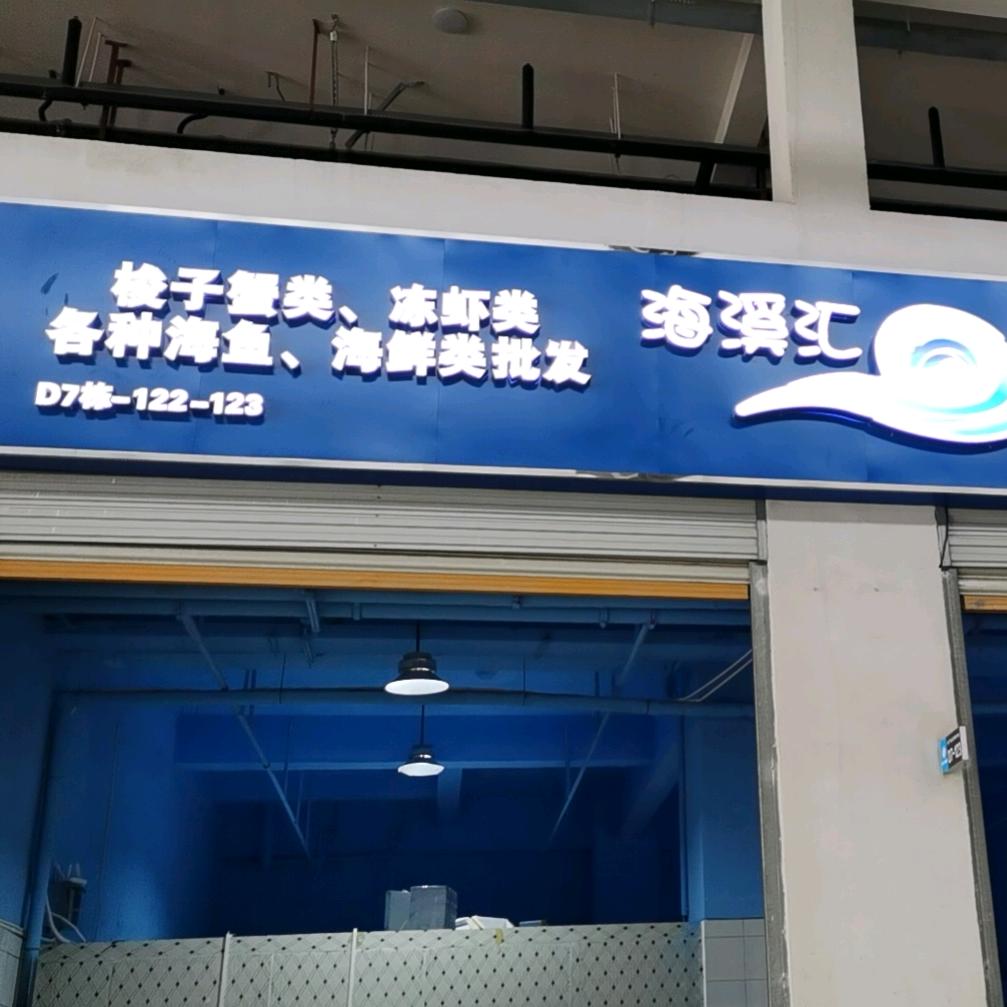 梭子蟹类、冻虾类
各种海鱼、海鲜类批发
D7栋-122-123
海溪汇